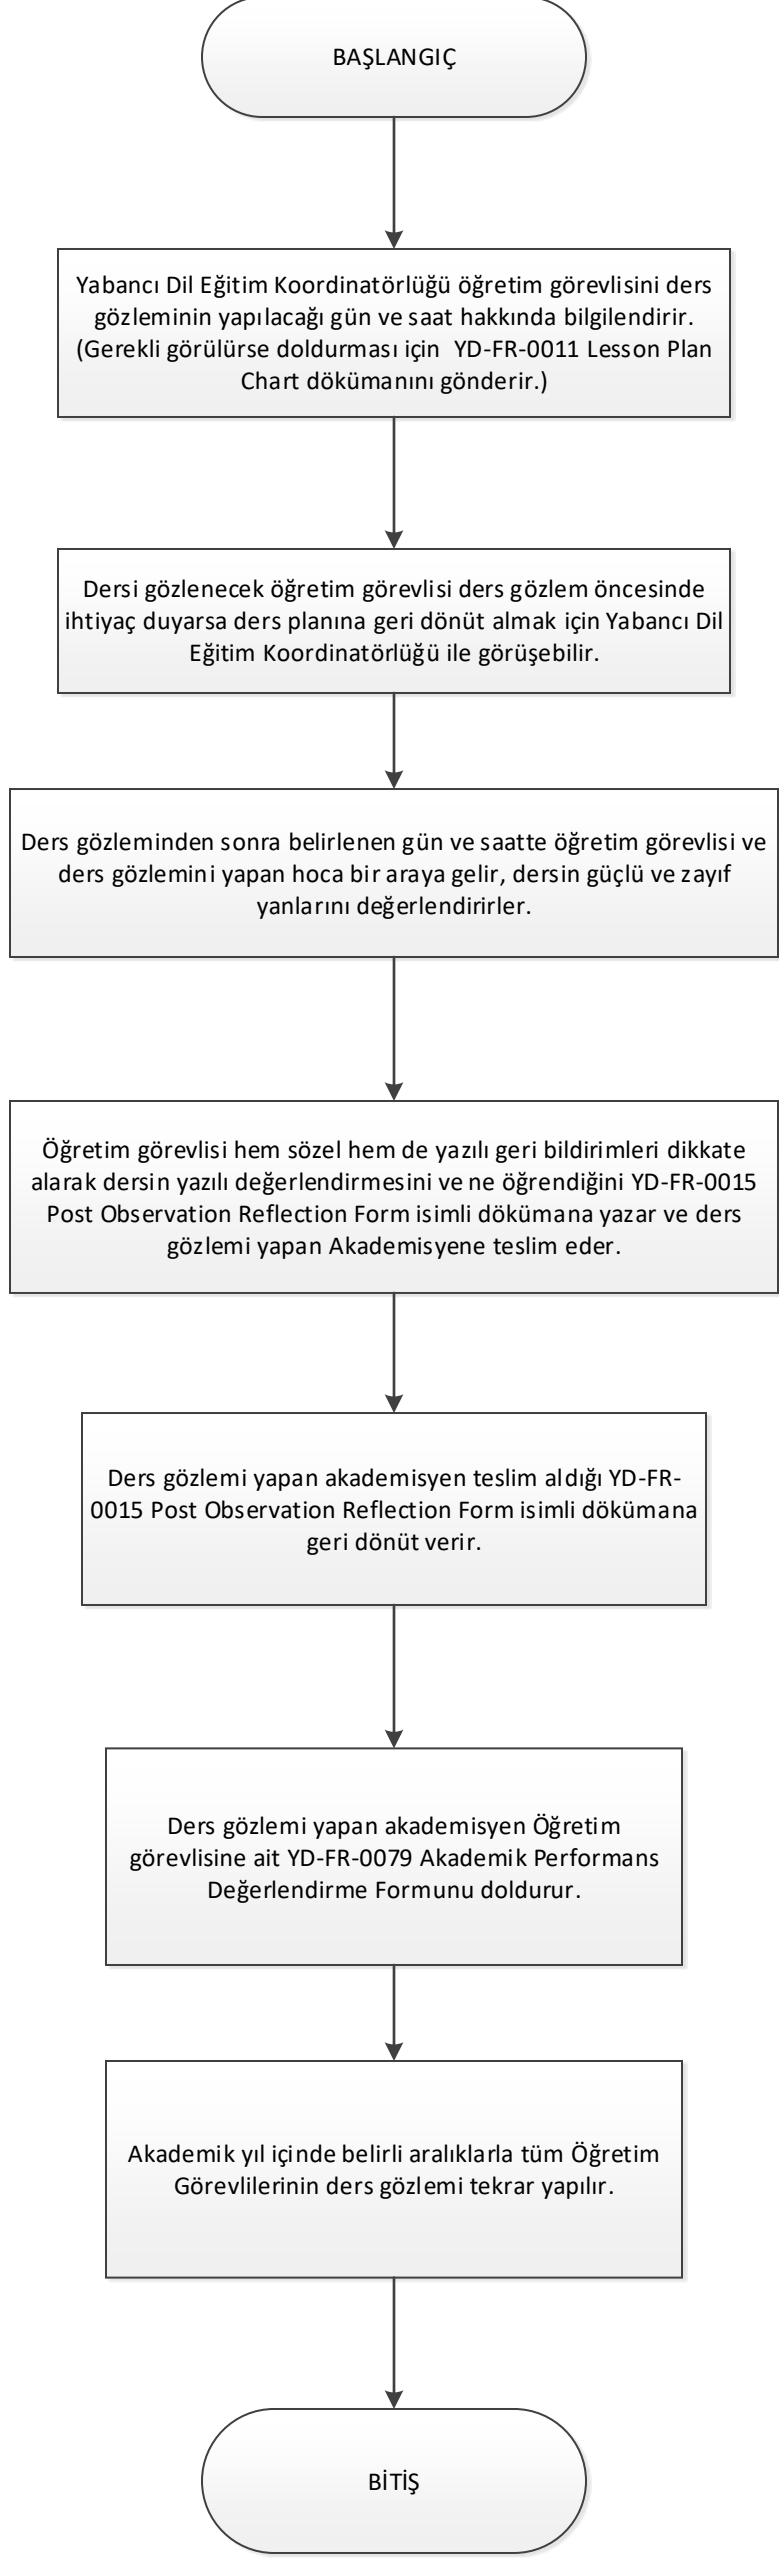 BAŞLANGIÇ
Yabancı Dil Eğitim Koordinatörlüğü öğretim görevlisini ders
gözleminin yapılacağı gün ve saat hakkında bilgilendirir.
(Gerekli görülürse doldurması için YD-FR-0011 Lesson Plan
Chart dökümanını gönderir.)
Dersi gözlenecek öğretim görevlisi ders gözlem öncesinde
ihtiyaç duyarsa ders planına geri dönüt almak için Yabancı Dil
Eğitim Koordinatörlüğü ile görüşebilir.
Ders gözleminden sonra belirlenen gün ve saatte öğretim görevlisi ve
ders gözlemini yapan hoca bir araya gelir, dersin güçlü ve zayıf
yanlarını değerlendirirler.
Öğretim görevlisi hem sözel hem de yazılı geri bildirimleri dikkate
alarak dersin yazılı değerlendirmesini ve ne öğrendiğini YD-FR-0015
Post Observation Reflection Form isimli dökümana yazar ve ders
gözlemi yapan Akademisyene teslim eder.
Ders gözlemi yapan akademisyen teslim aldığı YD-FR-
0015 Post Observation Reflection Form isimli dökümana
geri dönüt verir.
Ders gözlemi yapan akademisyen Öğretim
görevlisine ait YD-FR-0079 Akademik Performans
Değerlendirme Formunu doldurur.
Akademik yıl içinde belirli aralıklarla tüm Öğretim
Görevlilerinin ders gözlemi tekrar yapılır.
BİTİŞ